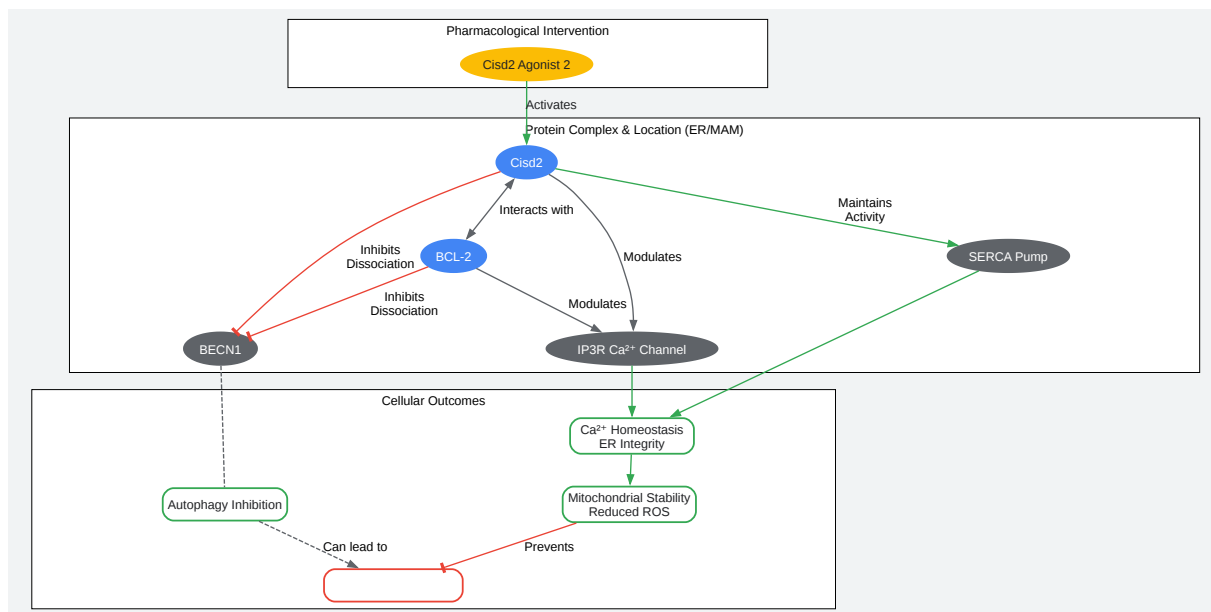 Pharmacological Intervention
Cisd2 Agonist 2
Activates
Protein Complex & Location (ER/MAM)
Cisd2
Interacts with
Maintains
Activity
Inhibits
Dissociation
BCL-2
Modulates
SERCA Pump
Inhibits
Dissociation
Modulates
BECN1
IP3R Ca²⁺ Channel
Cellular Outcomes
Ca²⁺ Homeostasis
ER Integrity
Autophagy Inhibition
Mitochondrial Stability
Reduced ROS
Can lead to
Prevents